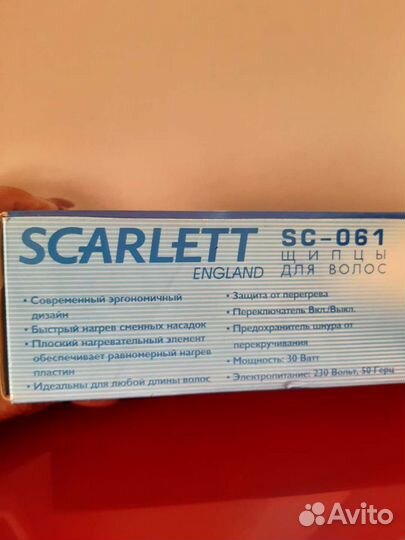 SCARLETT
ENGLAND
SC-061
ЩИПЦЫ
ДЛЯ ВОЛОС
• Современный эргономичный
дизайн
• Быстрый нагрев сменных насадок
• Плоский нагревательный элемент
обеспечивает равномерный нагрев
пластин
• Идеальны для любой длины волос
• Защита от перегрева
• Переключатель Вкл./Выкл.
• Предохранитель шнура от
перекручивания
• Мощность: 30 Ватт
• Электропитание: 230 Вольт, 50 Герц
Avito